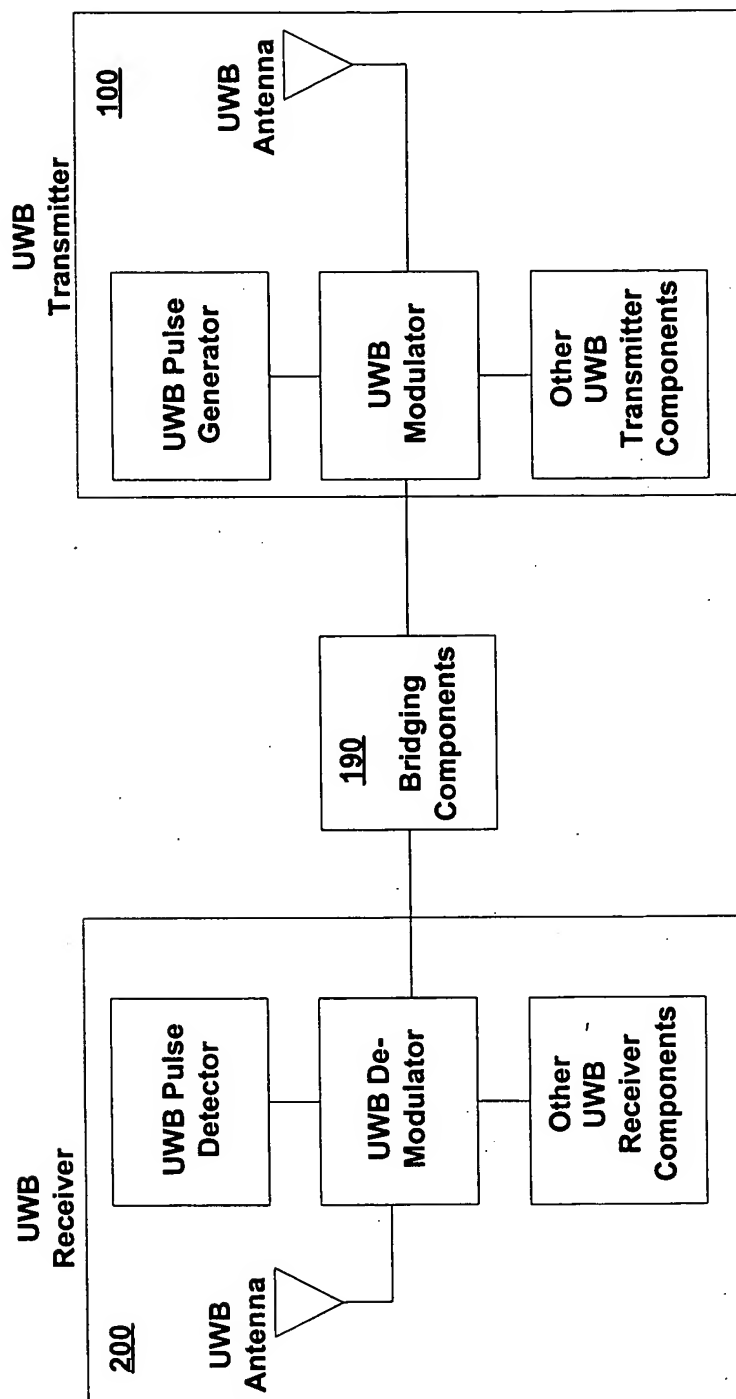 UWB
Receiver
200
UWB
Antenna
UWB Pulse
Detector
UWB De-
Modulator
Other
UWB
Receiver
Components
190
Bridging
Components
UWB
Transmitter
100
UWB
Antenna
UWB Pulse
Generator
UWB
Modulator
Other
UWB
Transmitter
Components